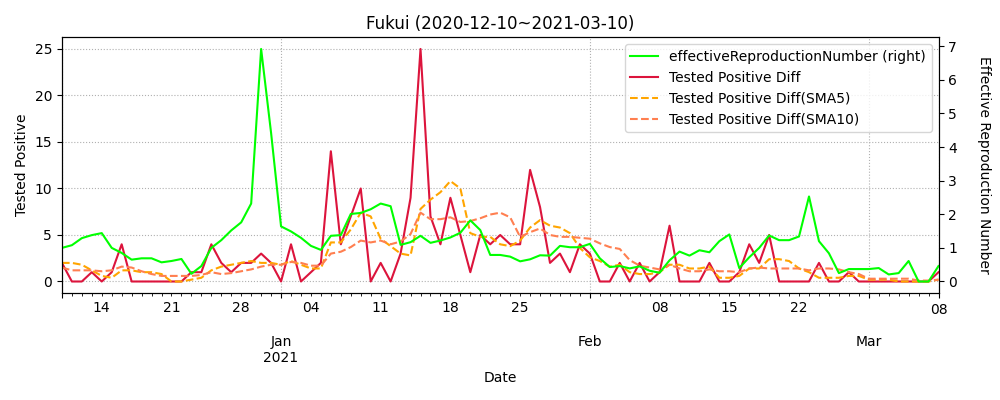 Fukui (2020-12-10~2021-03-10)
effectiveReproductionNumber (right)
Tested Positive Diff
Tested Positive Diff(SMA5)
Tested Positive Diff(SMA10)
Tested Positive
25
20
15
10
5
0
7
6
5
4
3
2
1
0
Effective Reproduction Number
14 21 28 04 11 18 25 08 15 22 08
Jan Feb Mar
2021
Date